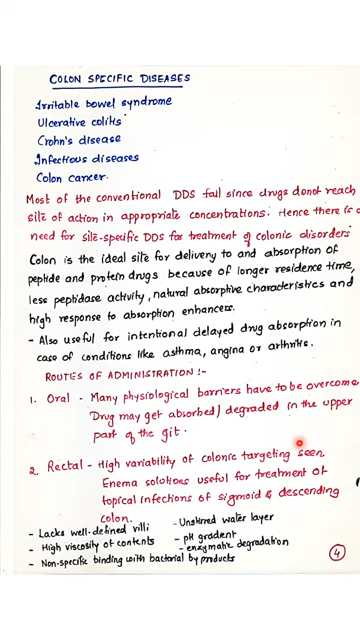 COLON SPECIFIC DISEASES
Irritable bowel syndrome
Ulcerative colitis
Crohn's disease
Infectious diseases
Colon cancer.
Most of the conventional DDS fail since drugs donot reach
site of action in appropriate concentrations. Hence there is a
need for site-specific DDS for treatment of colonic disorders.
Colon is the ideal site for delivery to and absorption of
peptide and protein drugs because of longer residence time,
less peptidase activity, natural absorptive characteristics and
high response to absorption enhancers.
- Also useful for intentional delayed drug absorption in
case of conditions like asthma, angina or arthritis.
ROUTES OF ADMINISTRATION :-
1. Oral - Many physiological barriers have to be overcome
Drug may get absorbed/degraded in the upper
part of the git.
2. Rectal - High variability of colonic targeting seen
Enema solutions useful for treatment of
topical infections of sigmoid & descending
colon.
- Lacks well-defined villi
- High viscosity of contents
- Non-specific binding with bacterial by products
- Unstirred water layer
- pH gradient
- enzymatic degradation
4